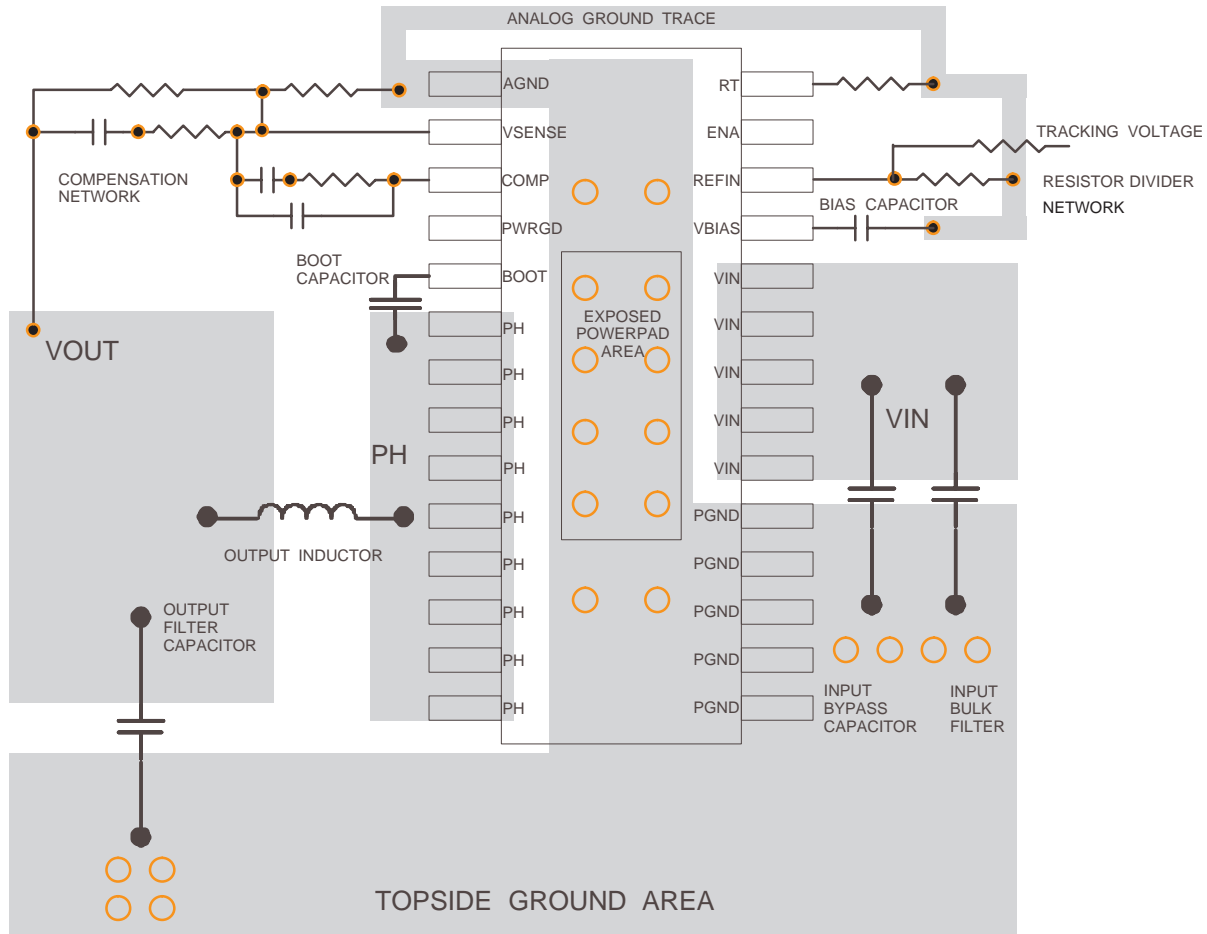 ANALOG GROUND TRACE
AGND
RT
VSENSE
ENA
TRACKING VOLTAGE
COMPENSATION
NETWORK
COMP
REFIN
RESISTOR DIVIDER
NETWORK
PWRGD
BIAS CAPACITOR
VBIAS
BOOT
CAPACITOR
BOOT
VIN
EXPOSED
POWERPAD
AREA
PH
VIN
VOUT
PH
VIN
PH
VIN
VIN
PH
PH
VIN
PH
PGND
OUTPUT INDUCTOR
PH
PGND
OUTPUT
FILTER
CAPACITOR
PH
PGND
PH
PGND
PH
PGND
INPUT
BYPASS
CAPACITOR
INPUT
BULK
FILTER
TOPSIDE GROUND AREA